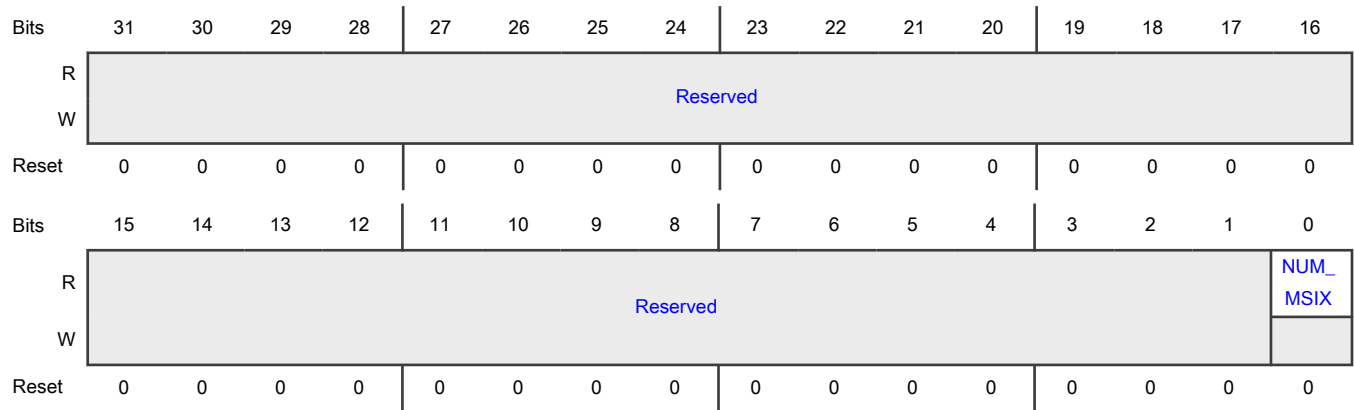 Bits 31 30 29 28 27 26 25 24 23 22 21 20 19 18 17 16
R
Reserved
W
Reset 0 0 0 0 0 0 0 0 0 0 0 0 0 0 0 0
Bits 15 14 13 12 11 10 9 8 7 6 5 4 3 2 1 0
R NUM_
Reserved MSIX
W
Reset 0 0 0 0 0 0 0 0 0 0 0 0 0 0 0 0